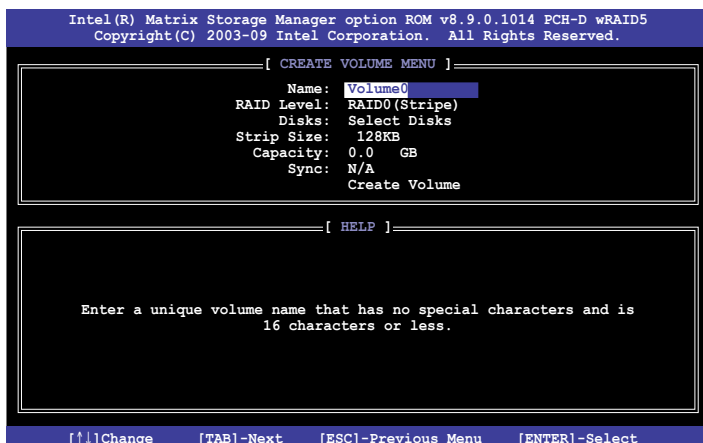 Intel(R) Matrix Storage Manager option ROM v8.9.0.1014 PCH-D wRAID5
Copyright(C) 2003-09 Intel Corporation. All Rights Reserved.
[ CREATE VOLUME MENU ]
Name: Volume0
RAID Level: RAID0(Stripe)
Disks: Select Disks
Strip Size: 128KB
Capacity: 0.0 GB
Sync: N/A
Create Volume
[ HELP ]
Enter a unique volume name that has no special characters and is
16 characters or less.
[↑↓]Change [TAB]-Next [ESC]-Previous Menu [ENTER]-Select